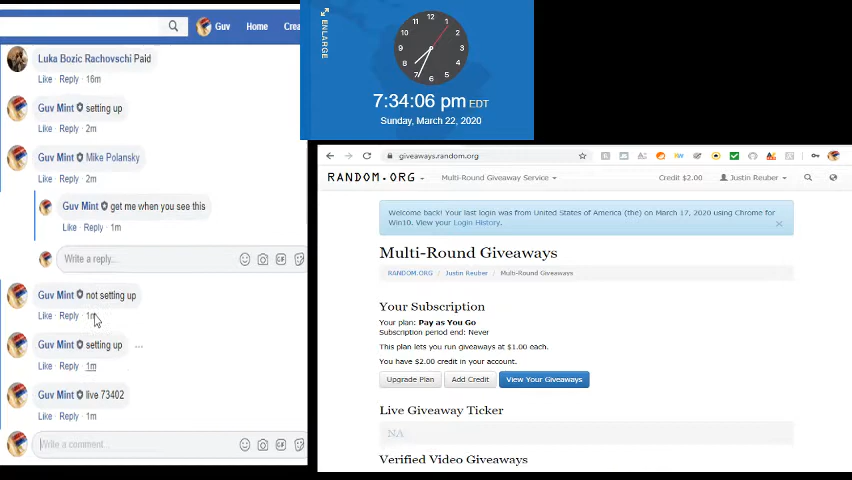 Guv
Home
Crea
Luka Bozic Rachovschi Paid
Like · Reply · 16m
Guv Mint setting up
Like · Reply · 2m
Guv Mint Mike Polansky
Like · Reply · 2m
Guv Mint get me when you see this
Like · Reply · 1m
Write a reply...
Guv Mint not setting up
Like · Reply · 1m
Guv Mint setting up ...
Like · Reply · 1m
Guv Mint live 73402
Like · Reply · 1m
Write a comment...
ENLARGE
12
1
2
3
4
5
6
7
8
9
10
11
7:34:06 pm EDT
Sunday, March 22, 2020
giveaways.random.org
RANDOM.ORG
Multi-Round Giveaway Service
Credit $2.00
Justin Reuber
Welcome back! Your last login was from United States of America (the) on March 17, 2020 using Chrome for
Win10. View your Login History.
Multi-Round Giveaways
RANDOM.ORG / Justin Reuber / Multi-Round Giveaways
Your Subscription
Your plan: Pay as You Go
Subscription period end: Never
This plan lets you run giveaways at $1.00 each.
You have $2.00 credit in your account.
Upgrade Plan
Add Credit
View Your Giveaways
Live Giveaway Ticker
NA
Verified Video Giveaways